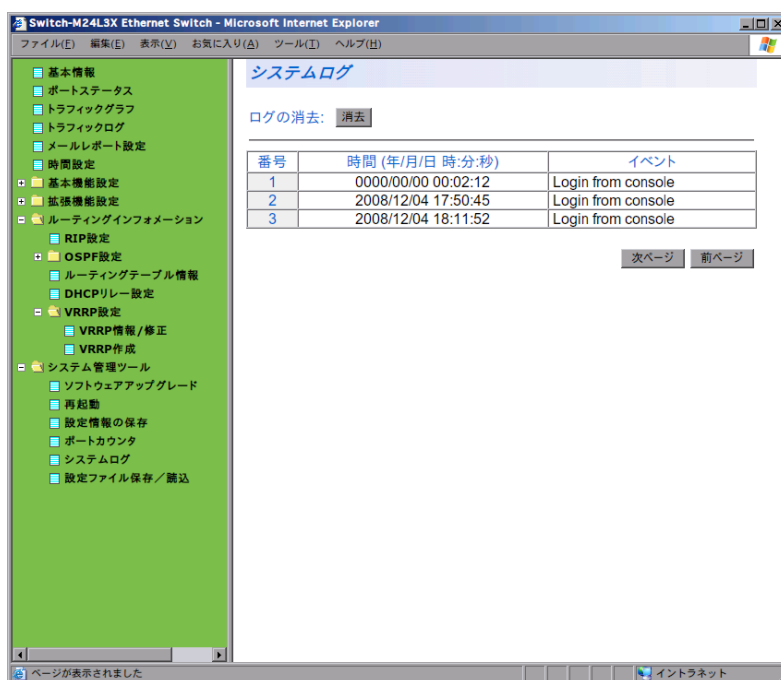 Switch-M24L3X Ethernet Switch - Microsoft Internet Explorer
ファイル(F) 編集(E) 表示(V) お気に入り(A) ツール(T) ヘルプ(H)
基本情報
ポートステータス
トラフィックグラフ
トラフィックログ
メールレポート設定
時間設定
基本機能設定
拡張機能設定
ルーティングインフォメーション
RIP設定
OSPF設定
ルーティングテーブル情報
DHCPリレー設定
VRRP設定
VRRP情報/修正
VRRP作成
システム管理ツール
ソフトウェアアップグレード
再起動
設定情報の保存
ポートカウンタ
システムログ
設定ファイル保存／読込
システムログ
ログの消去: 消去
番号 時間 (年/月/日 時:分:秒) イベント
1 0000/00/00 00:02:12 Login from console
2 2008/12/04 17:50:45 Login from console
3 2008/12/04 18:11:52 Login from console
次ページ 前ページ
ページが表示されました イントラネット